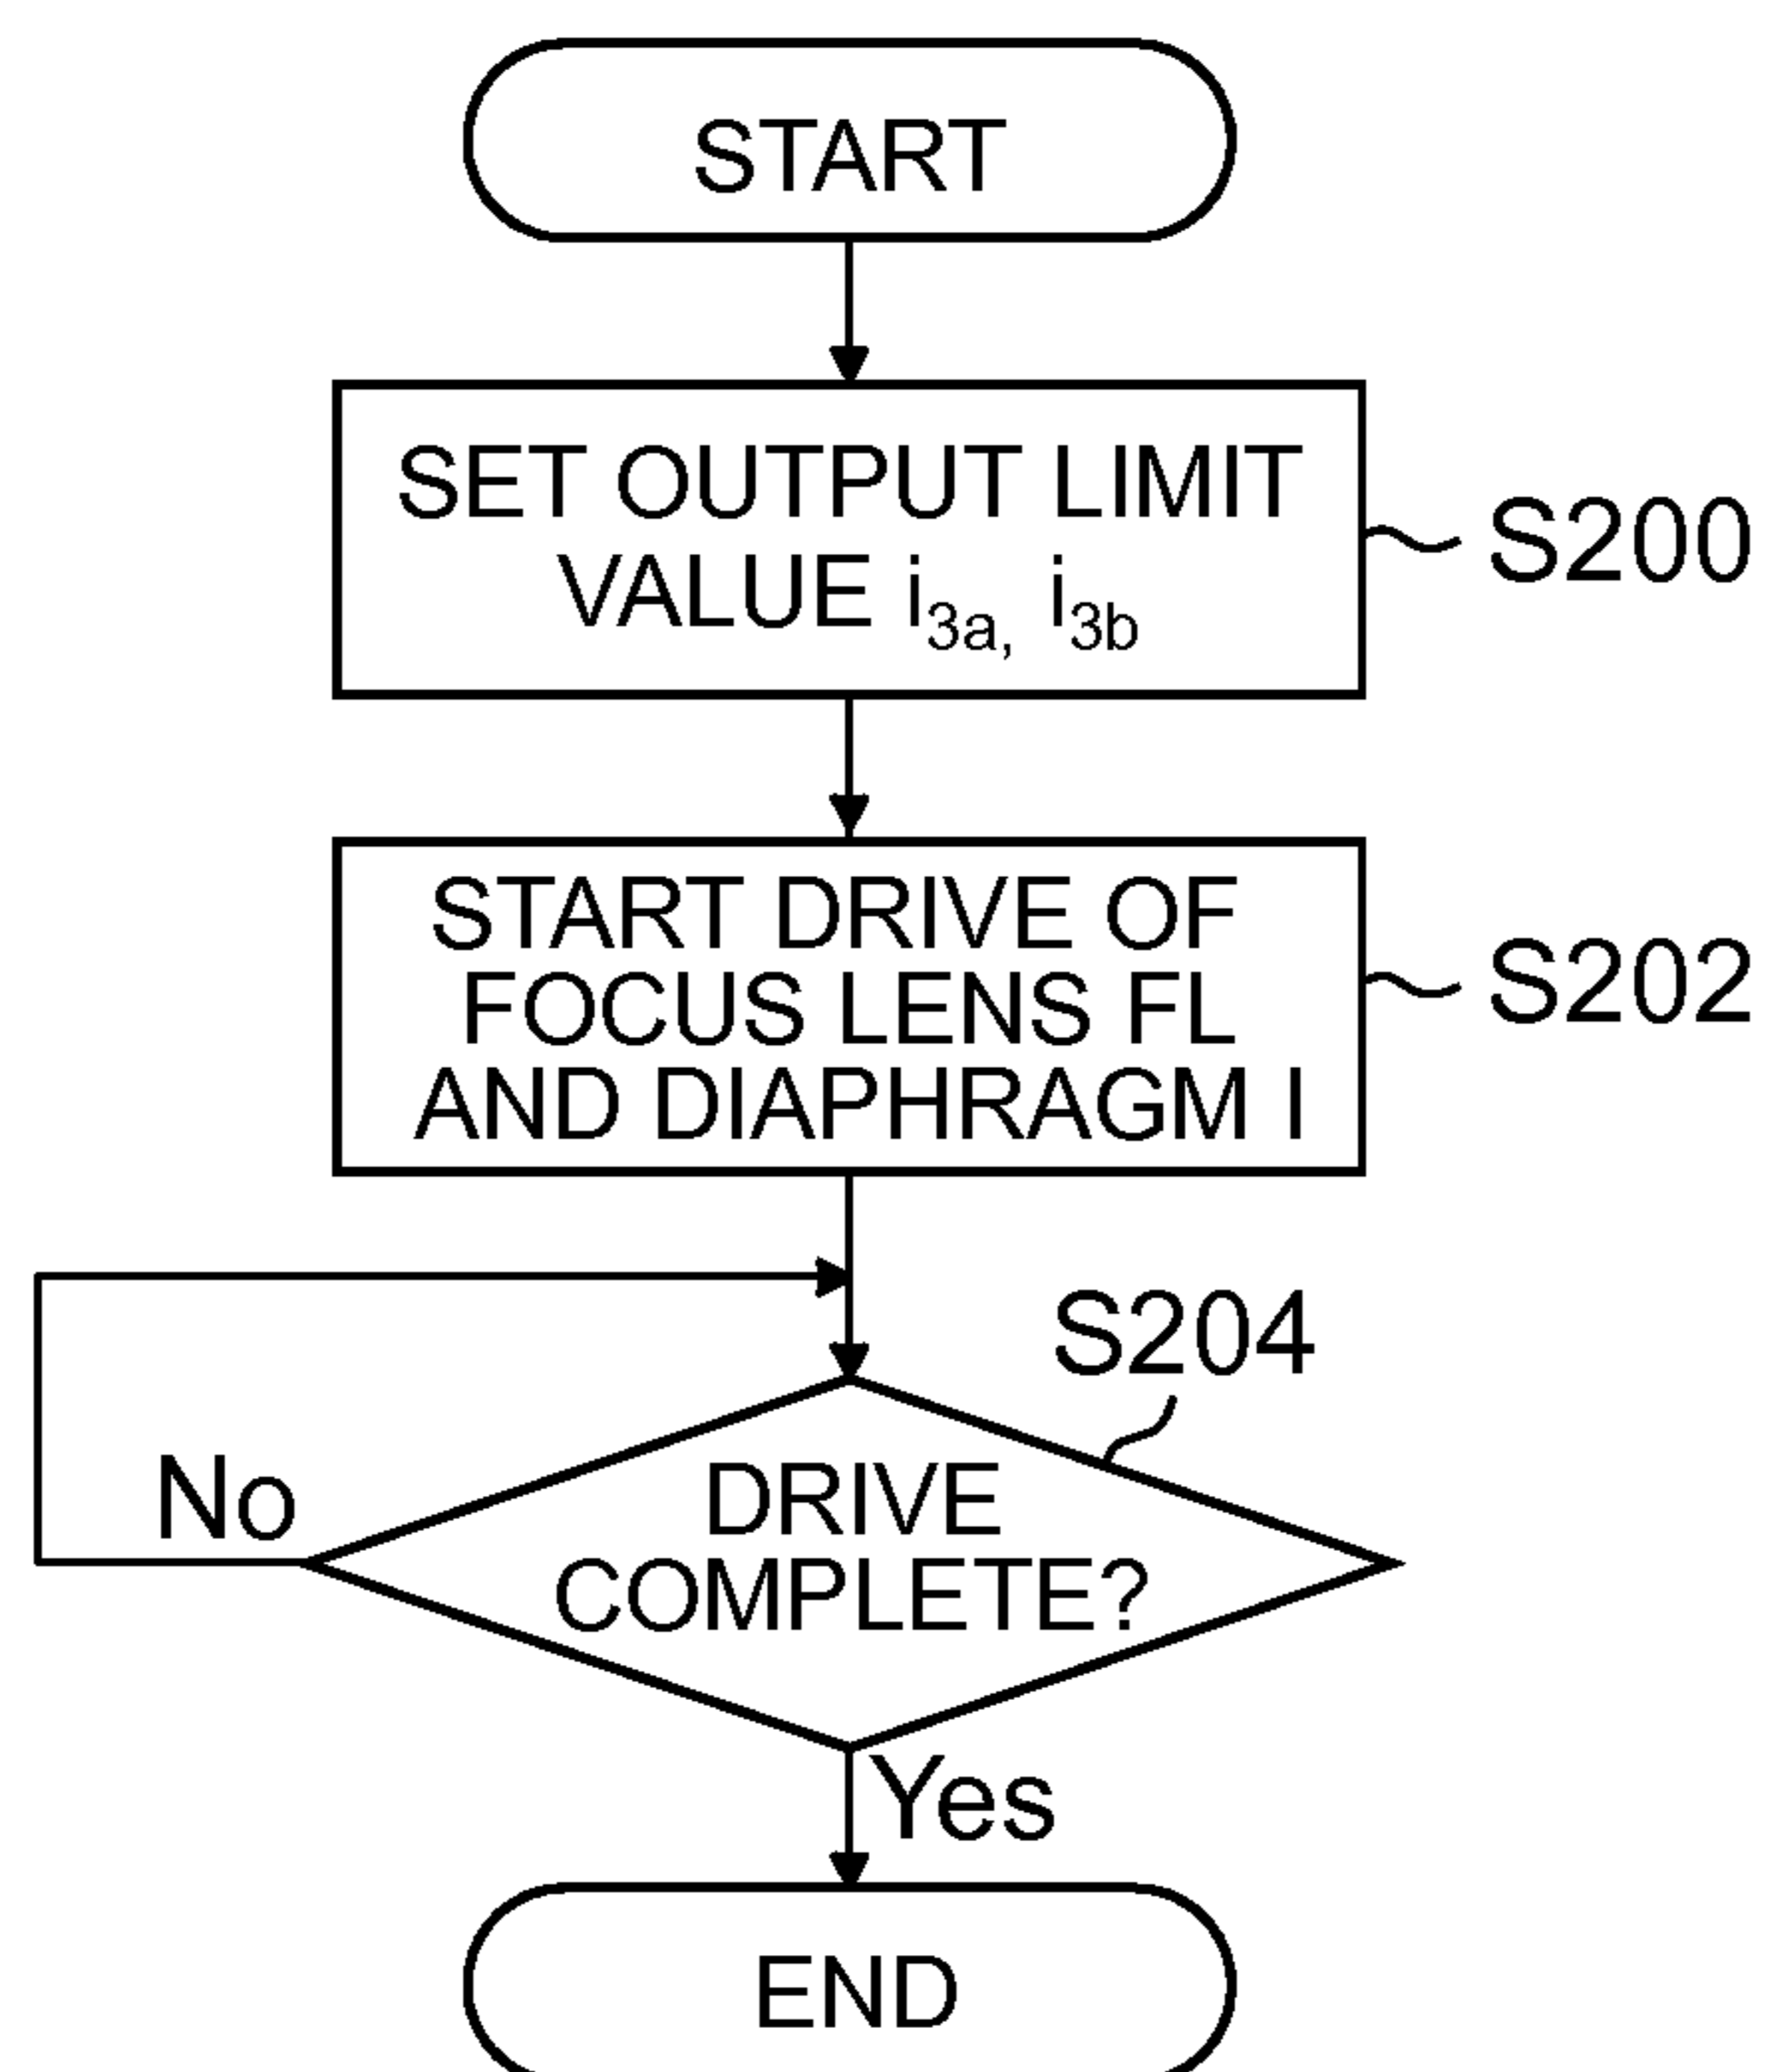 START
SET OUTPUT LIMIT
VALUE i3a, i3b
S200
START DRIVE OF
FOCUS LENS FL
AND DIAPHRAGM I
S202
S204
No
DRIVE
COMPLETE?
Yes
END